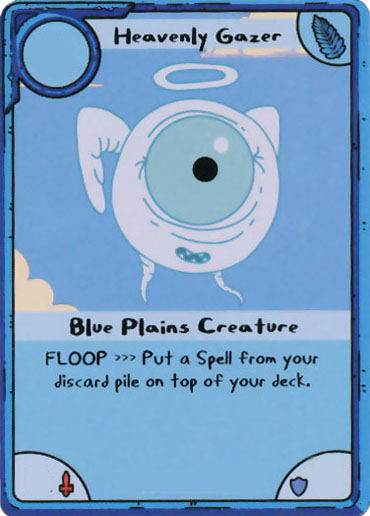 Heavenly Gazer
Blue Plains Creature
FLOOP >>> Put a Spell from your
discard pile on top of your deck.